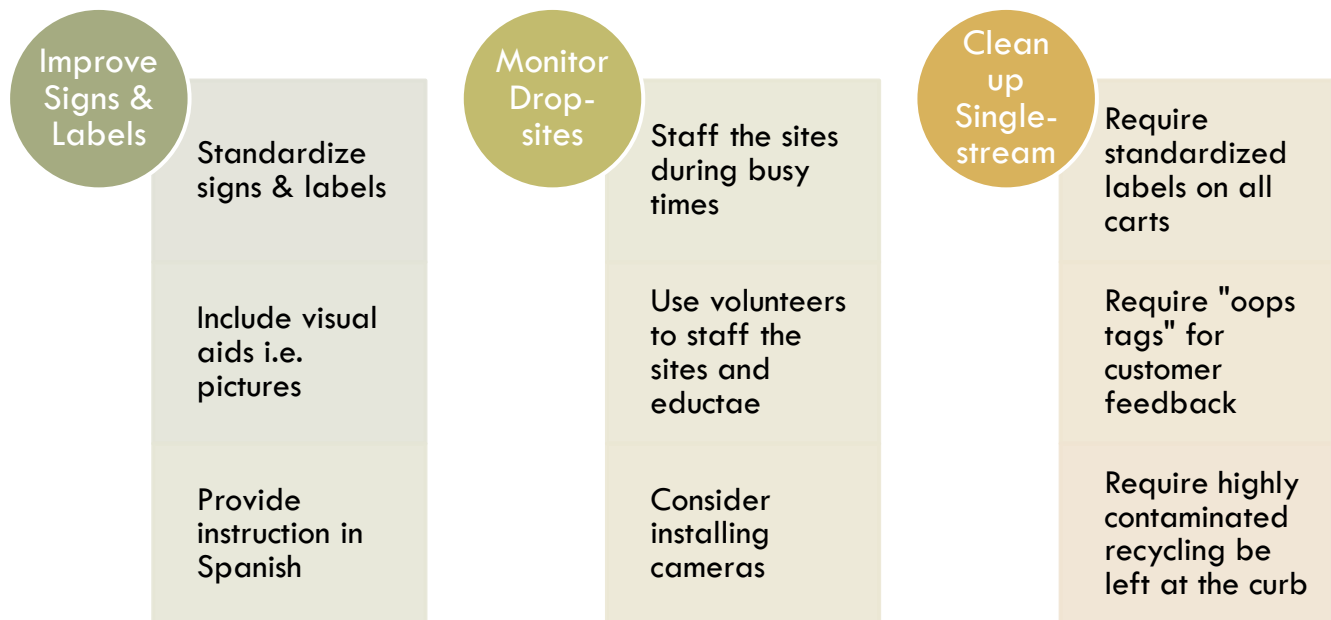 Improve
Signs &
Labels
Standardize
signs & labels
Include visual
aids i.e.
pictures
Provide
instruction in
Spanish
Monitor
Drop-
sites
Staff the sites
during busy
times
Use volunteers
to staff the
sites and
eductae
Consider
installing
cameras
Clean
up
Single-
stream
Require
standardized
labels on all
carts
Require "oops
tags" for
customer
feedback
Require highly
contaminated
recycling be
left at the curb